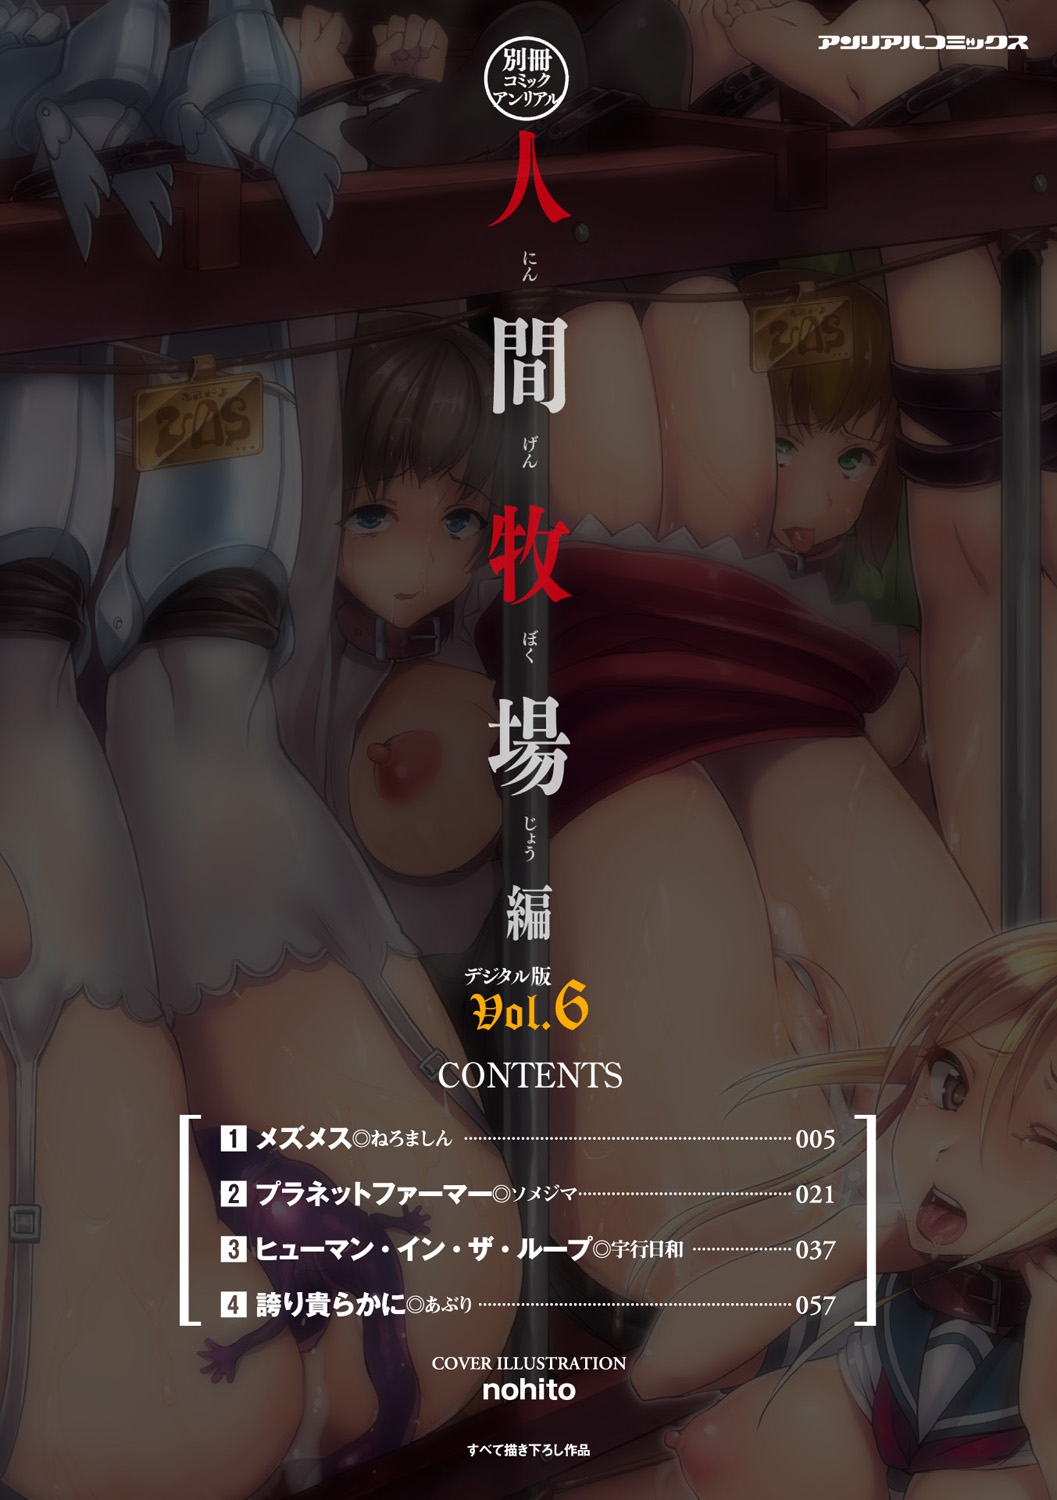 アンリアルコミックス
別冊
コミック
アンリアル
人間牧場編
にんげんぼくじょう
デジタル版
Vol.6
CONTENTS
1 メズメス◎ねろましん 005
2 プラネットファーマー◎ソメジマ 021
3 ヒューマン・イン・ザ・ループ◎宇行日和 037
4 誇り貴らかに◎あぶり 057
COVER ILLUSTRATION
nohito
すべて描き下ろし作品